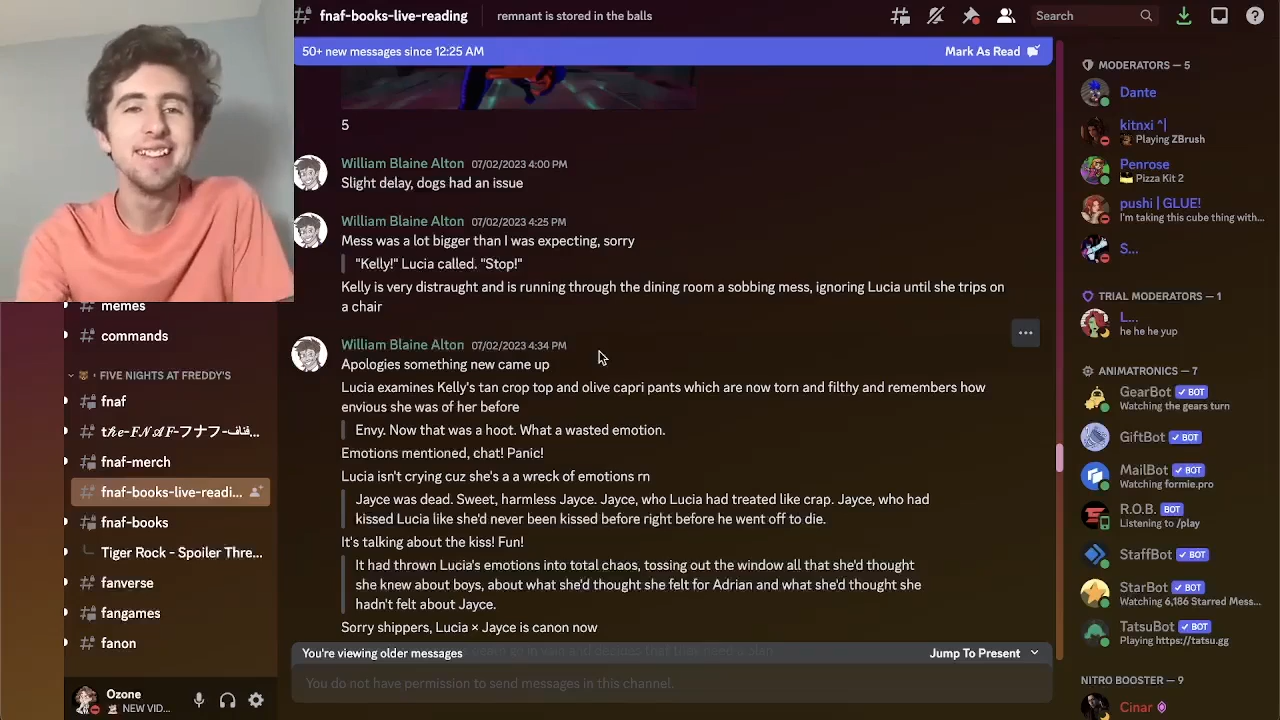 fnaf-books-live-reading
remnant is stored in the balls
Search
50+ new messages since 12:25 AM
Mark As Read
5
William Blaine Alton 07/02/2023 4:00 PM
Slight delay, dogs had an issue
William Blaine Alton 07/02/2023 4:25 PM
Mess was a lot bigger than I was expecting, sorry
"Kelly!" Lucia called. "Stop!"
Kelly is very distraught and is running through the dining room a sobbing mess, ignoring Lucia until she trips on
a chair
William Blaine Alton 07/02/2023 4:34 PM
Apologies something new came up
Lucia examines Kelly's tan crop top and olive capri pants which are now torn and filthy and remembers how
envious she was of her before
Envy. Now that was a hoot. What a wasted emotion.
Emotions mentioned, chat! Panic!
Lucia isn't crying cuz she's a a wreck of emotions rn
Jayce was dead. Sweet, harmless Jayce. Jayce, who Lucia had treated like crap. Jayce, who had
kissed Lucia like she'd never been kissed before right before he went off to die.
It's talking about the kiss! Fun!
It had thrown Lucia's emotions into total chaos, tossing out the window all that she'd thought
she knew about boys, about what she'd thought she felt for Adrian and what she'd thought she
hadn't felt about Jayce.
Sorry shippers, Lucia × Jayce is canon now
You're viewing older messages
Jump To Present
You do not have permission to send messages in this channel.
memes
commands
FIVE NIGHTS AT FREDDY'S
fnaf
the-FNAF-フナフ-فناف...
fnaf-merch
fnaf-books-live-readi...
fnaf-books
Tiger Rock - Spoiler Thre...
fanverse
fangames
fanon
Ozone
NEW VID...
MODERATORS — 5
Dante
kitnxi ^|
Playing ZBrush
Penrose
Pizza Kit 2
pushi | GLUE!
I'm taking this cube thing with...
S...
TRIAL MODERATORS — 1
L...
he he he yup
ANIMATRONICS — 7
GearBot BOT
Watching the gears turn
GiftBot BOT
MailBot BOT
Watching formie.pro
R.O.B. BOT
Listening to /play
StaffBot BOT
StarBot BOT
Watching 6,186 Starred Mess...
TatsuBot BOT
Playing https://tatsu.gg
NITRO BOOSTER — 9
Cinar